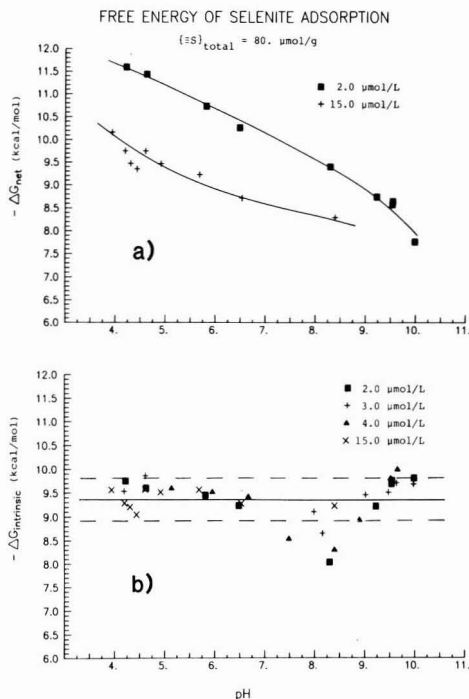 FREE ENERGY OF SELENITE ADSORPTION
{≡S}total = 80. μmol/g
12.0
11.5
11.0
10.5
10.0
9.5
9.0
8.5
8.0
7.5
7.0
6.5
6.0
- ΔGnet (kcal/mol)
■ 2.0 μmol/L
+ 15.0 μmol/L
a)
4. 5. 6. 7. 8. 9. 10. 11.
12.0
11.5
11.0
10.5
10.0
9.5
9.0
8.5
8.0
7.5
7.0
6.5
6.0
- ΔGintrinsic (kcal/mol)
■ 2.0 μmol/L
+ 3.0 μmol/L
▲ 4.0 μmol/L
× 15.0 μmol/L
b)
4. 5. 6. 7. 8. 9. 10. 11.
pH